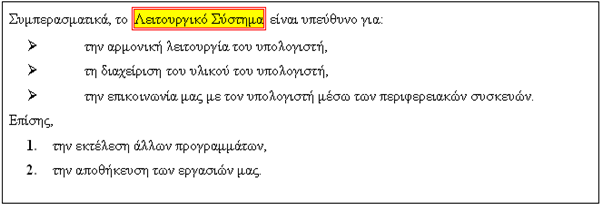 Συμπερασματικά, το Λειτουργικό Σύστημα είναι υπεύθυνο για:
➢ την αρμονική λειτουργία του υπολογιστή,
➢ τη διαχείριση του υλικού του υπολογιστή,
➢ την επικοινωνία μας με τον υπολογιστή μέσω των περιφερειακών συσκευών.
Επίσης,
1. την εκτέλεση άλλων προγραμμάτων,
2. την αποθήκευση των εργασιών μας.